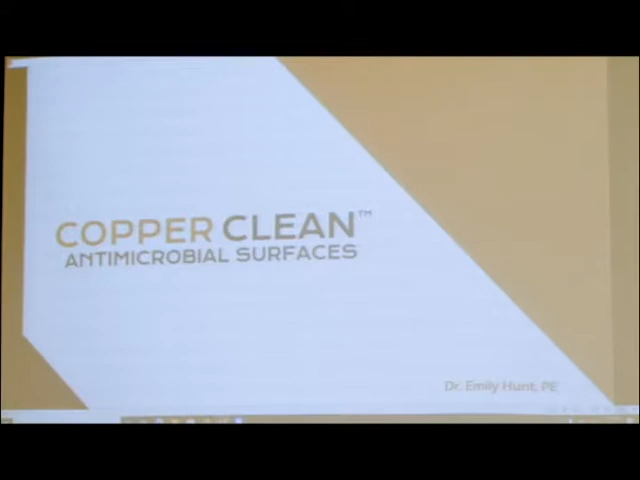 COPPER CLEAN™
ANTIMICROBIAL SURFACES
Dr. Emily Hunt, PE